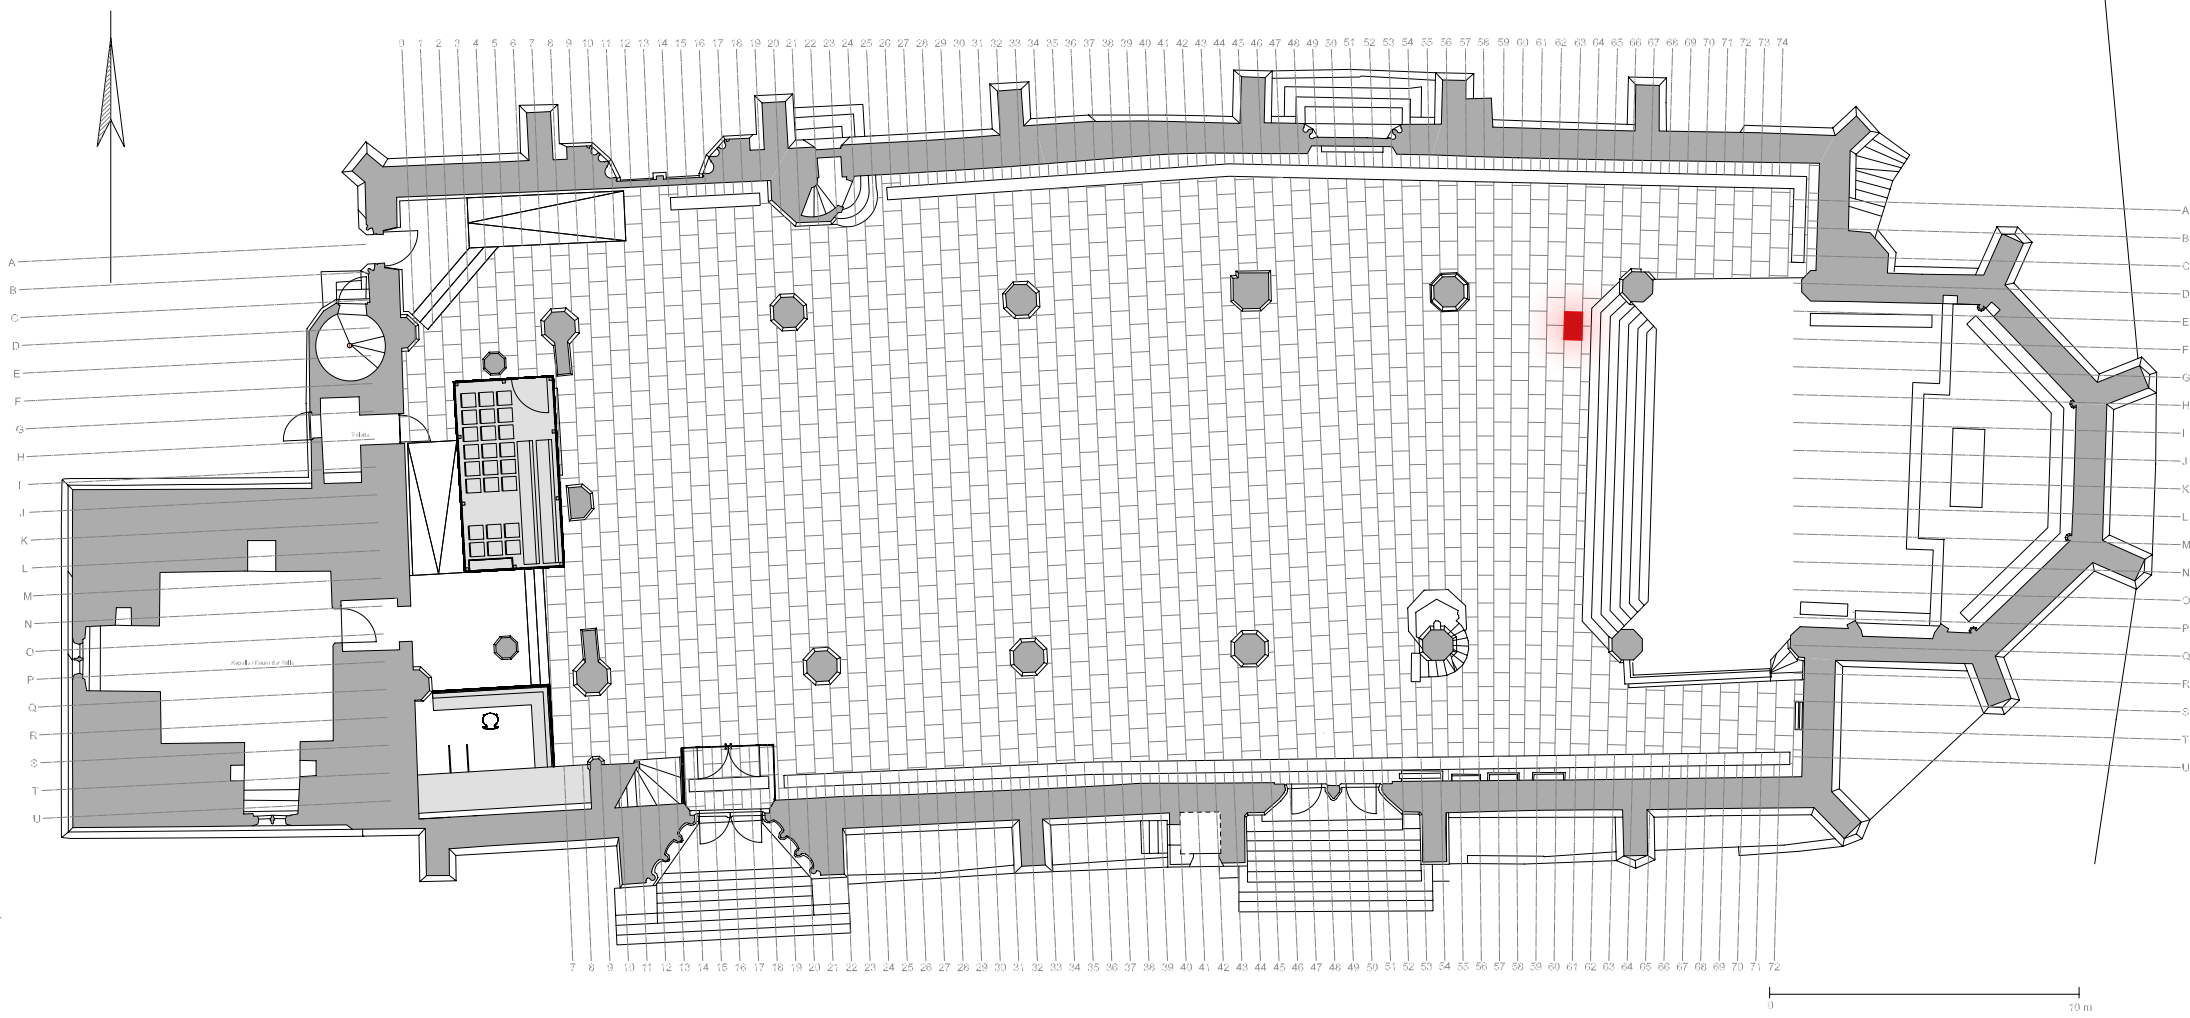 0 1 2 3 4 5 6 7 8 9 10 11 12 13 14 15 16 17 18 19 20 21 22 23 24 25 26 27 28 29 30 31 32 33 34 35 36 37 38 39 40 41 42 43 44 45 46 47 48 49 50 51 52 53 54 55 56 57 58 59 60 61 62 63 64 65 66 67 68 69 70 71 72 73 74
A A
B B
C C
D D
E E
F F
G G
H H
I I
J J
K K
L L
M M
N N
O O
P P
Q Q
R R
S S
T T
U U
7 8 9 10 11 12 13 14 15 16 17 18 19 20 21 22 23 24 25 26 27 28 29 30 31 32 33 34 35 36 37 38 39 40 41 42 43 44 45 46 47 48 49 50 51 52 53 54 55 56 57 58 59 60 61 62 63 64 65 66 67 68 69 70 71 72
0 10 m